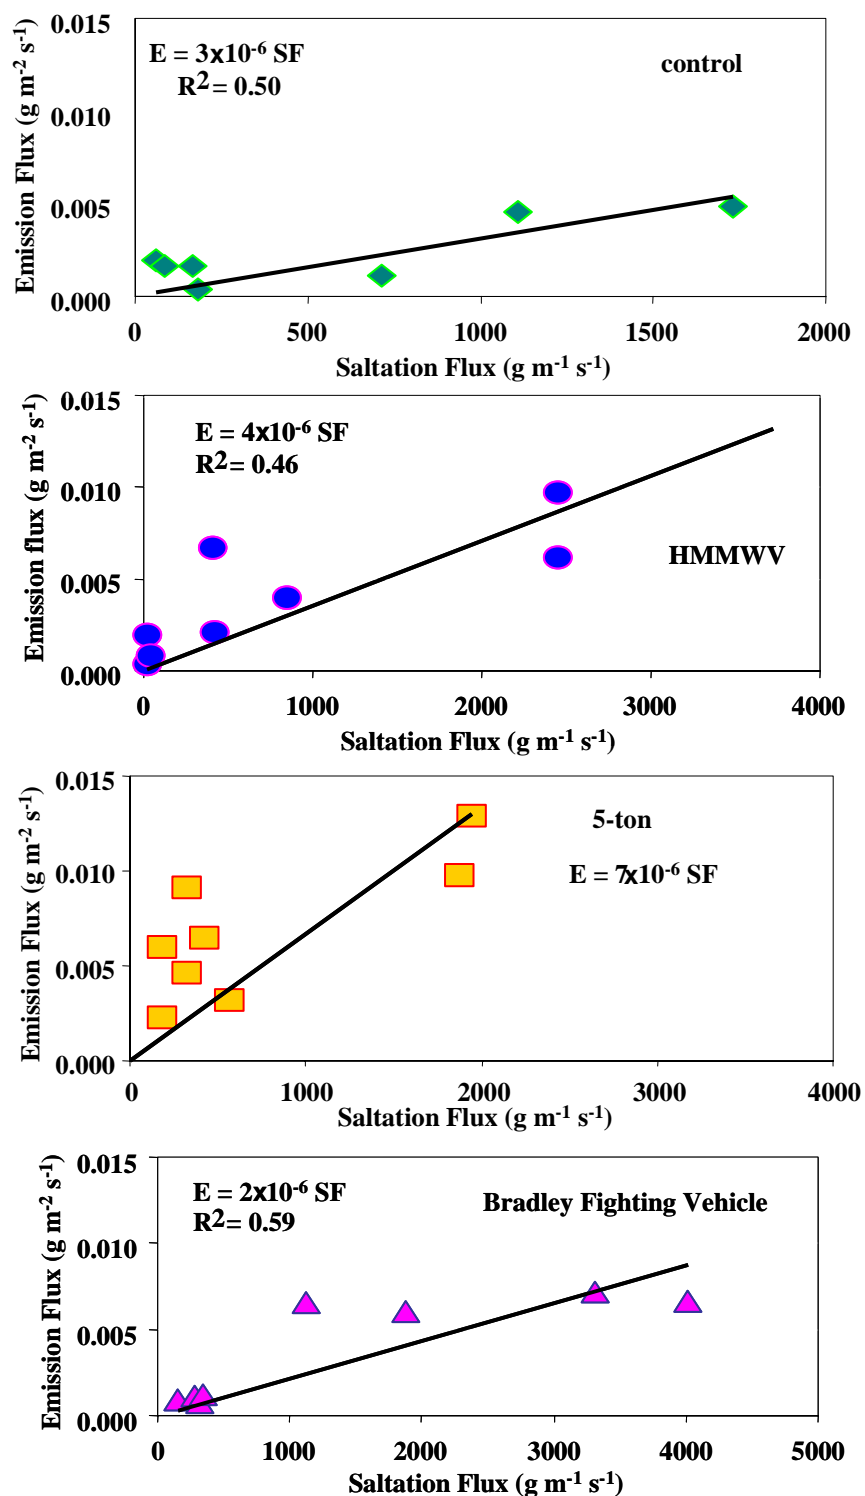 0.015
E = 3x10⁻⁶ SF
R² = 0.50
control
0.010
0.005
0.000
Emission Flux (g m⁻² s⁻¹)
0 500 1000 1500 2000
Saltation Flux (g m⁻¹ s⁻¹)
0.015
E = 4x10⁻⁶ SF
R² = 0.46
0.010
HMMWV
0.005
0.000
Emission flux (g m⁻² s⁻¹)
0 1000 2000 3000 4000
Saltation Flux (g m⁻¹ s⁻¹)
0.015
5-ton
E = 7x10⁻⁶ SF
0.010
0.005
0.000
Emission Flux (g m⁻² s⁻¹)
0 1000 2000 3000 4000
Saltation Flux (g m⁻¹ s⁻¹)
0.015
E = 2x10⁻⁶ SF
Bradley Fighting Vehicle
R² = 0.59
0.010
0.005
0.000
Emission Flux (g m⁻² s⁻¹)
0 1000 2000 3000 4000 5000
Saltation Flux (g m⁻¹ s⁻¹)